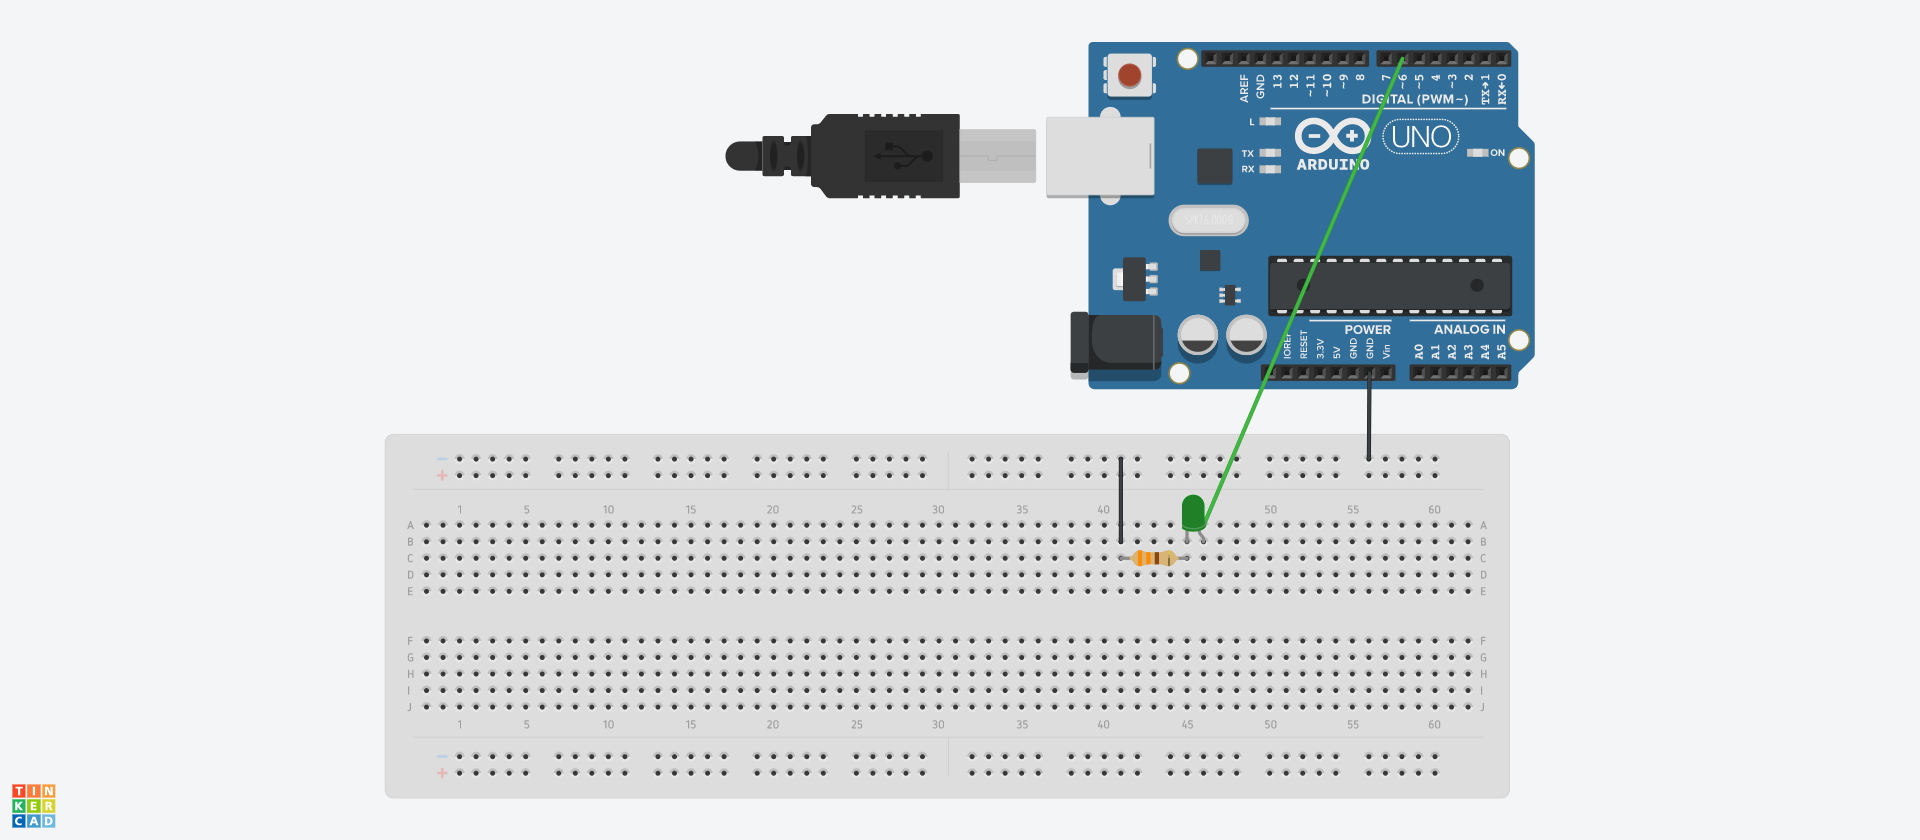 AREF GND 13 12 ~11 ~10 ~9 8 7 ~6 ~5 4 ~3 2 TX→1 RX←0
DIGITAL (PWM~)
L
TX
RX
ARDUINO
UNO
ON
POWER
ANALOG IN
IOREF RESET 3.3V 5V GND GND Vin A0 A1 A2 A3 A4 A5
−
+
1 5 10 15 20 25 30 35 40 50 55 60
A A
B B
C C
D D
E E
F F
G G
H H
I I
J J
1 5 10 15 20 25 30 35 40 45 50 55 60
−
+
TIN
KER
CAD